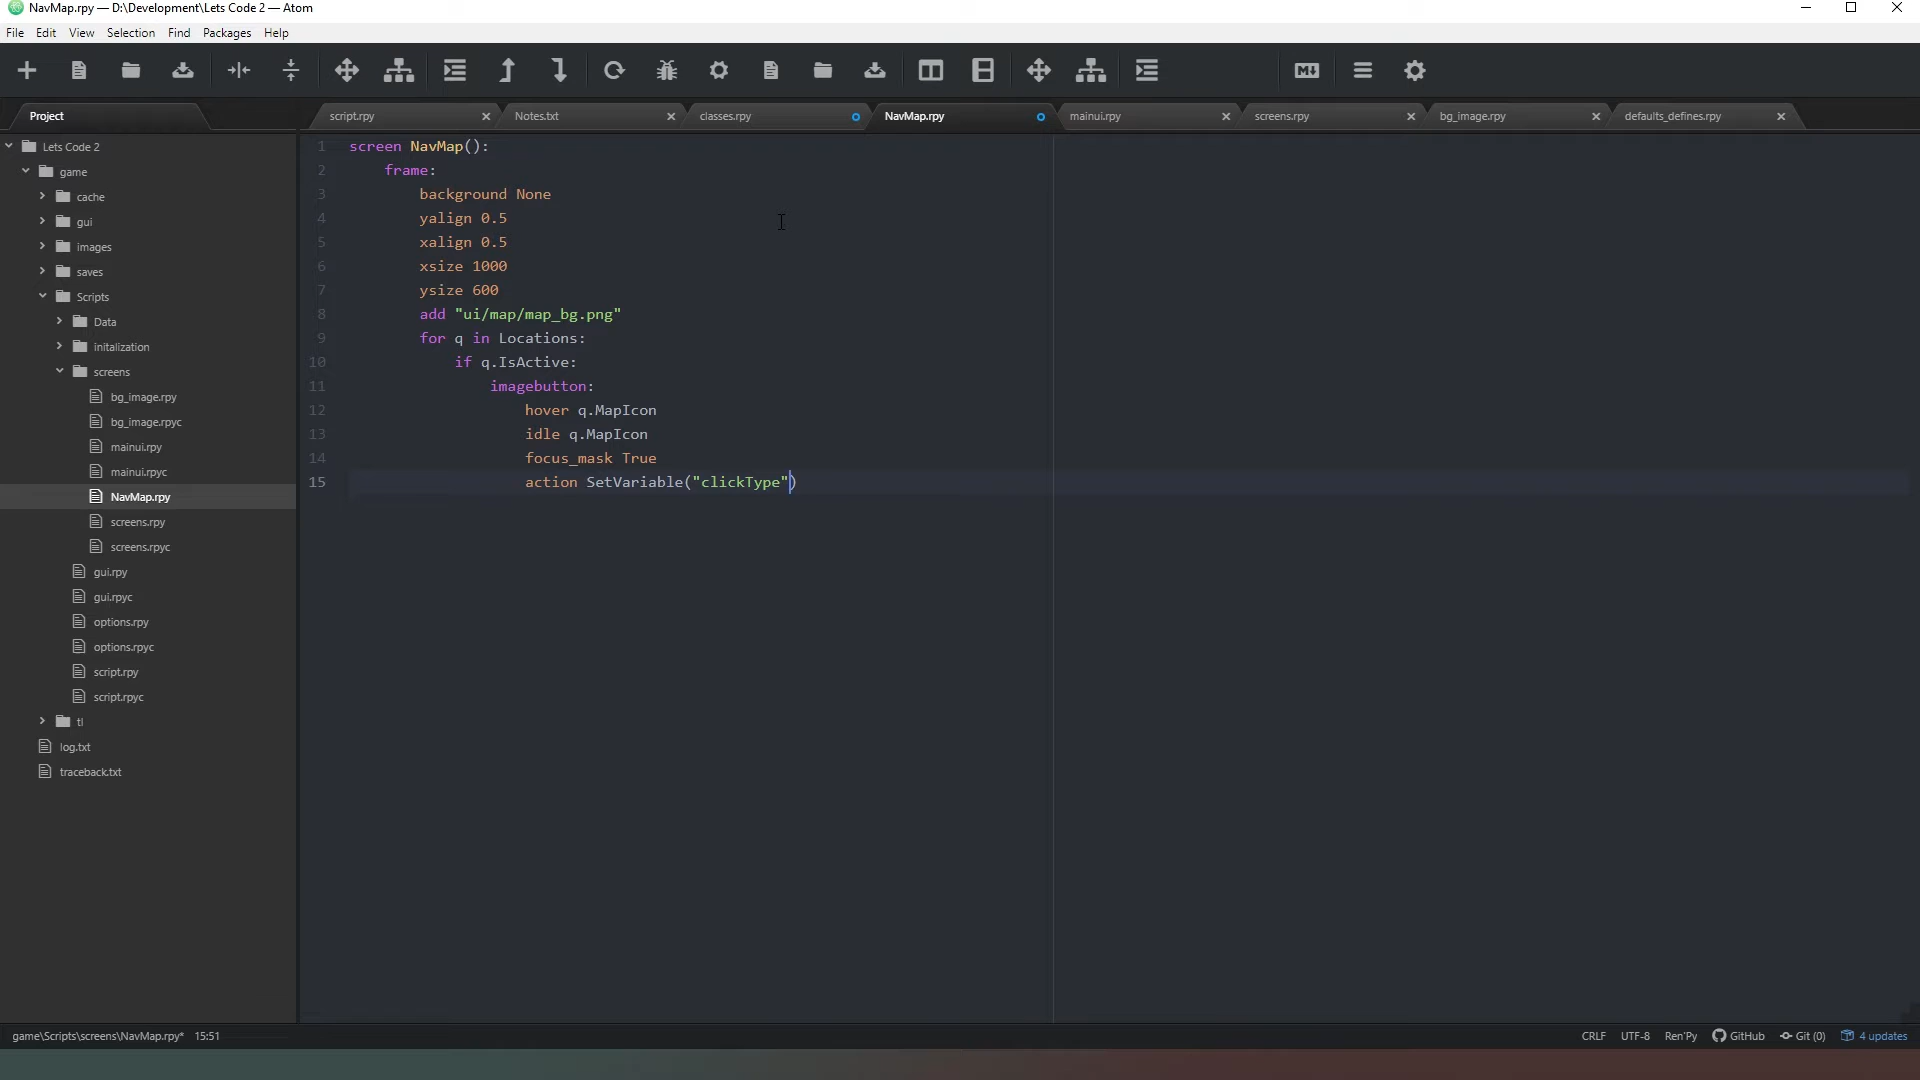 NavMap.rpy — D:\Development\Lets Code 2 — Atom
File Edit View Selection Find Packages Help
M↓
Project
script.rpy
Notes.txt
classes.rpy
NavMap.rpy
mainui.rpy
screens.rpy
bg_image.rpy
defaults_defines.rpy
Lets Code 2
game
cache
gui
images
saves
Scripts
Data
initalization
screens
bg_image.rpy
bg_image.rpyc
mainui.rpy
mainui.rpyc
NavMap.rpy
screens.rpy
screens.rpyc
gui.rpy
gui.rpyc
options.rpy
options.rpyc
script.rpy
script.rpyc
tl
log.txt
traceback.txt
1 screen NavMap():
2 frame:
3 background None
4 yalign 0.5
5 xalign 0.5
6 xsize 1000
7 ysize 600
8 add "ui/map/map_bg.png"
9 for q in Locations:
10 if q.IsActive:
11 imagebutton:
12 hover q.MapIcon
13 idle q.MapIcon
14 focus_mask True
15 action SetVariable("clickType")
game\Scripts\screens\NavMap.rpy* 15:51
CRLF UTF-8 Ren'Py GitHub Git (0) 4 updates